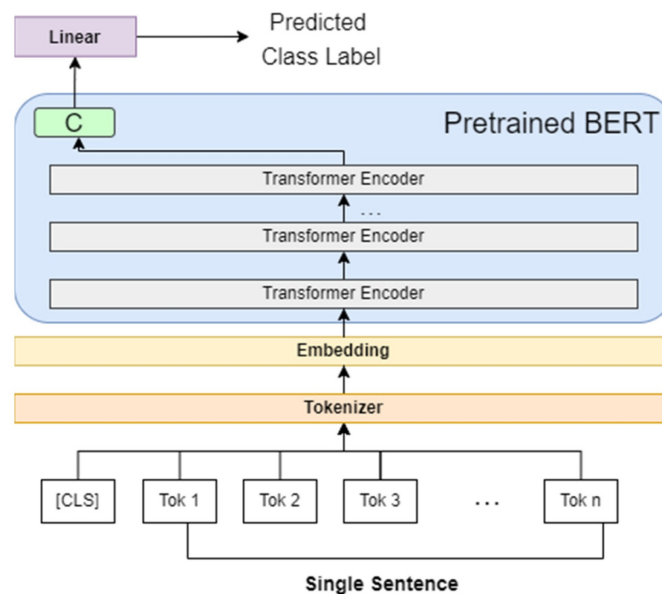 Linear
Predicted
Class Label
C
Pretrained BERT
Transformer Encoder
...
Transformer Encoder
Transformer Encoder
Embedding
Tokenizer
[CLS] Tok 1 Tok 2 Tok 3 ... Tok n
Single Sentence